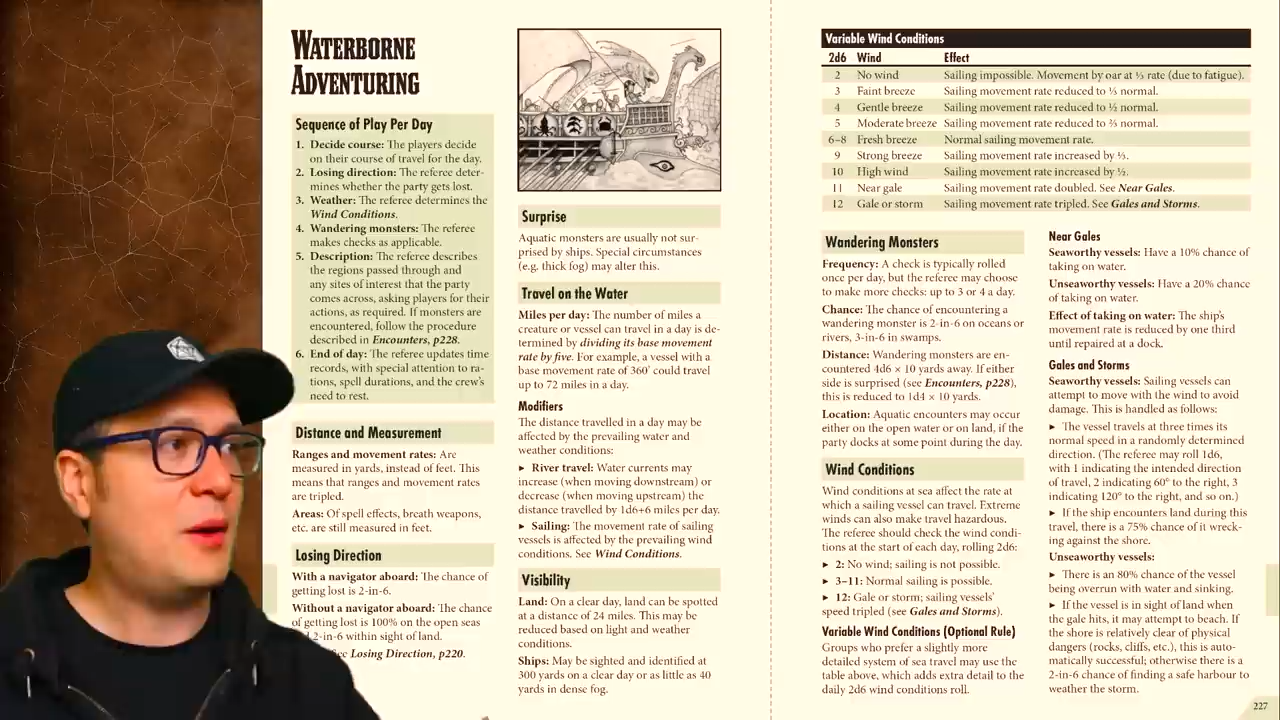 WATERBORNE
ADVENTURING
Sequence of Play Per Day
1. Decide course: The players decide
on their course of travel for the day.
2. Losing direction: The referee deter-
mines whether the party gets lost.
3. Weather: The referee determines the
Wind Conditions.
4. Wandering monsters: The referee
makes checks as applicable.
5. Description: The referee describes
the regions passed through and
any sites of interest that the party
comes across, asking players for their
actions, as required. If monsters are
encountered, follow the procedure
described in Encounters, p228.
6. End of day: The referee updates time
records, with special attention to ra-
tions, spell durations, and the crew's
need to rest.
Distance and Measurement
Ranges and movement rates: Are
measured in yards, instead of feet. This
means that ranges and movement rates
are tripled.
Areas: Of spell effects, breath weapons,
etc. are still measured in feet.
Losing Direction
With a navigator aboard: The chance of
getting lost is 2-in-6.
Without a navigator aboard: The chance
of getting lost is 100% on the open seas
2-in-6 within sight of land.
Losing Direction, p220.
Surprise
Aquatic monsters are usually not sur-
prised by ships. Special circumstances
(e.g. thick fog) may alter this.
Travel on the Water
Miles per day: The number of miles a
creature or vessel can travel in a day is de-
termined by dividing its base movement
rate by five. For example, a vessel with a
base movement rate of 360' could travel
up to 72 miles in a day.
Modifiers
The distance travelled in a day may be
affected by the prevailing water and
weather conditions:
▶ River travel: Water currents may
increase (when moving downstream) or
decrease (when moving upstream) the
distance travelled by 1d6+6 miles per day.
▶ Sailing: The movement rate of sailing
vessels is affected by the prevailing wind
conditions. See Wind Conditions.
Visibility
Land: On a clear day, land can be spotted
at a distance of 24 miles. This may be
reduced based on light and weather
conditions.
Ships: May be sighted and identified at
300 yards on a clear day or as little as 40
yards in dense fog.
Variable Wind Conditions
2d6 Wind Effect
2 No wind Sailing impossible. Movement by oar at ⅓ rate (due to fatigue).
3 Faint breeze Sailing movement rate reduced to ⅓ normal.
4 Gentle breeze Sailing movement rate reduced to ½ normal.
5 Moderate breeze Sailing movement rate reduced to ⅔ normal.
6–8 Fresh breeze Normal sailing movement rate.
9 Strong breeze Sailing movement rate increased by ⅓.
10 High wind Sailing movement rate increased by ½.
11 Near gale Sailing movement rate doubled. See Near Gales.
12 Gale or storm Sailing movement rate tripled. See Gales and Storms.
Wandering Monsters
Frequency: A check is typically rolled
once per day, but the referee may choose
to make more checks: up to 3 or 4 a day.
Chance: The chance of encountering a
wandering monster is 2-in-6 on oceans or
rivers, 3-in-6 in swamps.
Distance: Wandering monsters are en-
countered 4d6 × 10 yards away. If either
side is surprised (see Encounters, p228),
this is reduced to 1d4 × 10 yards.
Location: Aquatic encounters may occur
either on the open water or on land, if the
party docks at some point during the day.
Wind Conditions
Wind conditions at sea affect the rate at
which a sailing vessel can travel. Extreme
winds can also make travel hazardous.
The referee should check the wind condi-
tions at the start of each day, rolling 2d6:
▶ 2: No wind; sailing is not possible.
▶ 3–11: Normal sailing is possible.
▶ 12: Gale or storm; sailing vessels'
speed tripled (see Gales and Storms).
Variable Wind Conditions (Optional Rule)
Groups who prefer a slightly more
detailed system of sea travel may use the
table above, which adds extra detail to the
daily 2d6 wind conditions roll.
Near Gales
Seaworthy vessels: Have a 10% chance of
taking on water.
Unseaworthy vessels: Have a 20% chance
of taking on water.
Effect of taking on water: The ship's
movement rate is reduced by one third
until repaired at a dock.
Gales and Storms
Seaworthy vessels: Sailing vessels can
attempt to move with the wind to avoid
damage. This is handled as follows:
▶ The vessel travels at three times its
normal speed in a randomly determined
direction. (The referee may roll 1d6,
with 1 indicating the intended direction
of travel, 2 indicating 60° to the right, 3
indicating 120° to the right, and so on.)
▶ If the ship encounters land during this
travel, there is a 75% chance of it wreck-
ing against the shore.
Unseaworthy vessels:
▶ There is an 80% chance of the vessel
being overrun with water and sinking.
▶ If the vessel is in sight of land when
the gale hits, it may attempt to beach. If
the shore is relatively clear of physical
dangers (rocks, cliffs, etc.), this is auto-
matically successful; otherwise there is a
2-in-6 chance of finding a safe harbour to
weather the storm.
227